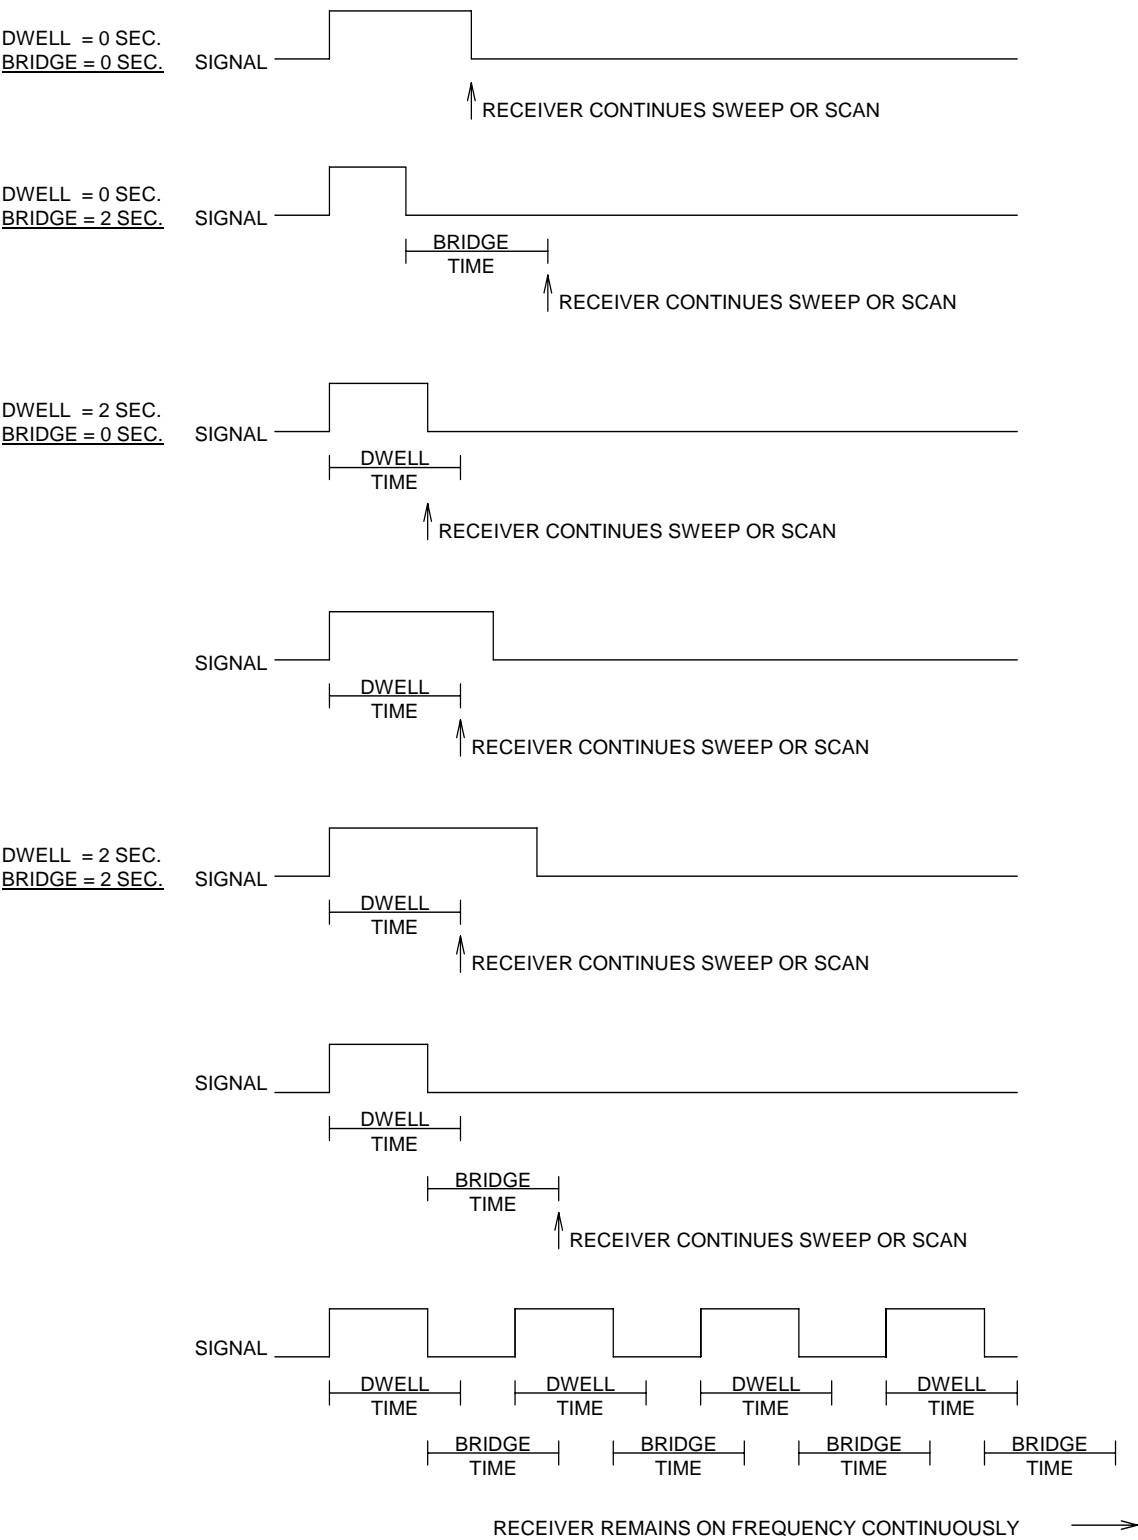 DWELL = 0 SEC.
BRIDGE = 0 SEC. SIGNAL
RECEIVER CONTINUES SWEEP OR SCAN
DWELL = 0 SEC.
BRIDGE = 2 SEC. SIGNAL
BRIDGE
TIME
RECEIVER CONTINUES SWEEP OR SCAN
DWELL = 2 SEC.
BRIDGE = 0 SEC. SIGNAL
DWELL
TIME
RECEIVER CONTINUES SWEEP OR SCAN
SIGNAL
DWELL
TIME
RECEIVER CONTINUES SWEEP OR SCAN
DWELL = 2 SEC.
BRIDGE = 2 SEC. SIGNAL
DWELL
TIME
RECEIVER CONTINUES SWEEP OR SCAN
SIGNAL
DWELL
TIME
BRIDGE
TIME
RECEIVER CONTINUES SWEEP OR SCAN
SIGNAL
DWELL DWELL DWELL DWELL
TIME TIME TIME TIME
BRIDGE BRIDGE BRIDGE BRIDGE
TIME TIME TIME TIME
RECEIVER REMAINS ON FREQUENCY CONTINUOUSLY